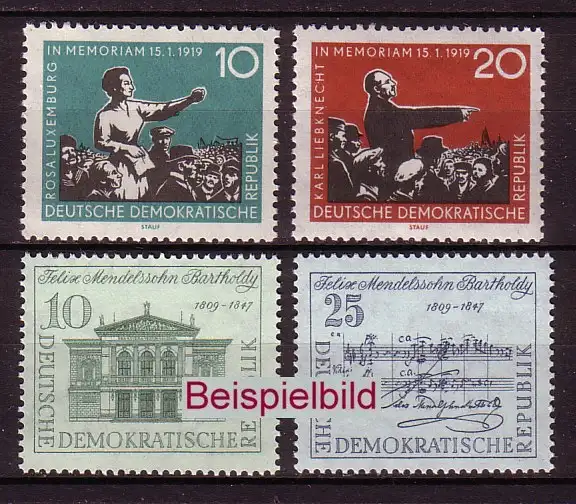 IN MEMORIAM 15.1.1919
10
ROSA LUXEMBURG
REPUBLIK
DEUTSCHE DEMOKRATISCHE
STAUF
IN MEMORIAM 15.1.1919
20
KARL LIEBKNECHT
REPUBLIK
DEUTSCHE DEMOKRATISCHE
STAUF
Felix Mendelssohn Bartholdy
10
1809-1847
DEUTSCHE
DEMOKRATISCHE
REPUBLIK
Felix Mendelssohn Bartholdy
25
1809-1847
ca
ca
DEUTSCHE
DEMOKRATISCHE
REPUBLIK
Beispielbild